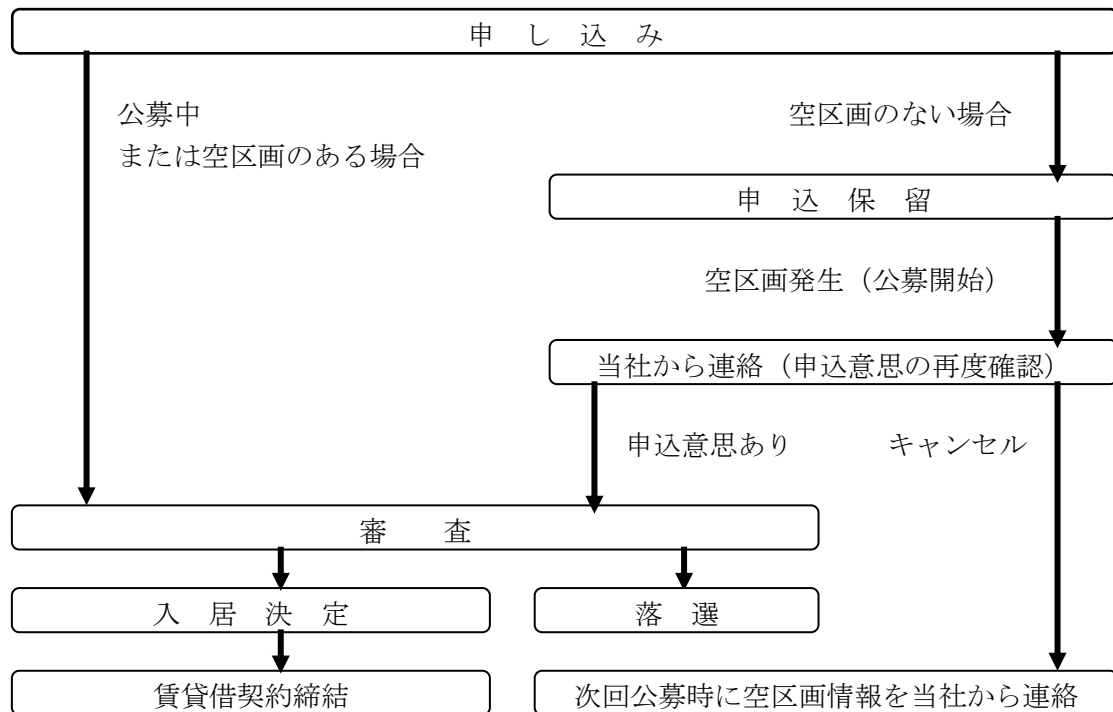 申し込み
公募中
または空区画のある場合
空区画のない場合
申込保留
空区画発生（公募開始）
当社から連絡（申込意思の再度確認）
申込意思あり
キャンセル
審査
入居決定
落選
賃貸借契約締結
次回公募時に空区画情報を当社から連絡